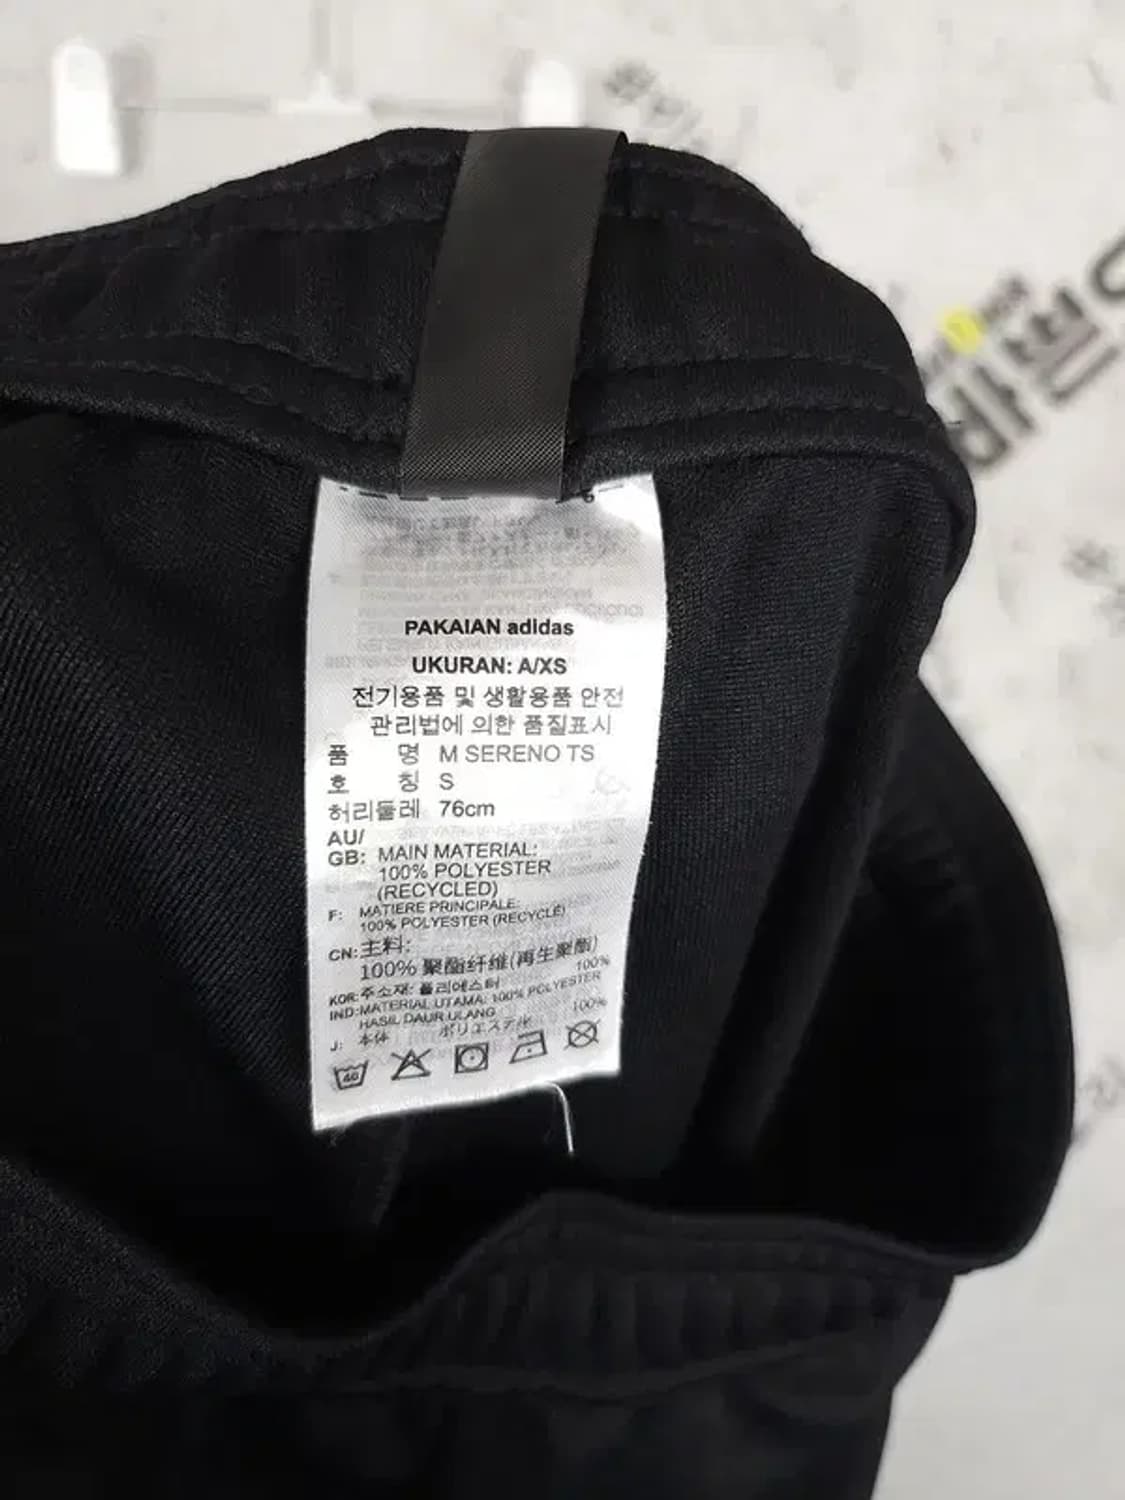 PAKAIAN adidas
UKURAN: A/XS
전기용품 및 생활용품 안전
관리법에 의한 품질표시
품 명 M SERENO TS
호 칭 S
허리둘레 76cm
AU/
GB: MAIN MATERIAL:
100% POLYESTER
(RECYCLED)
F: MATIERE PRINCIPALE:
100% POLYESTER (RECYCLÉ)
CN: 主料:
100% 聚酯纤维(再生聚酯)
KOR: 주소재: 폴리에스터 100%
IND: MATERIAL UTAMA: 100% POLYESTER
HASIL DAUR ULANG
J: 本体 ポリエステル 100%
40